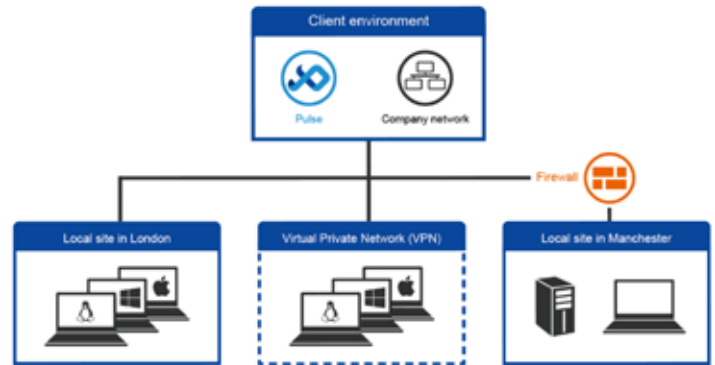 Client environment
Pulse
Company network
Firewall
Local site in London
Virtual Private Network (VPN)
Local site in Manchester